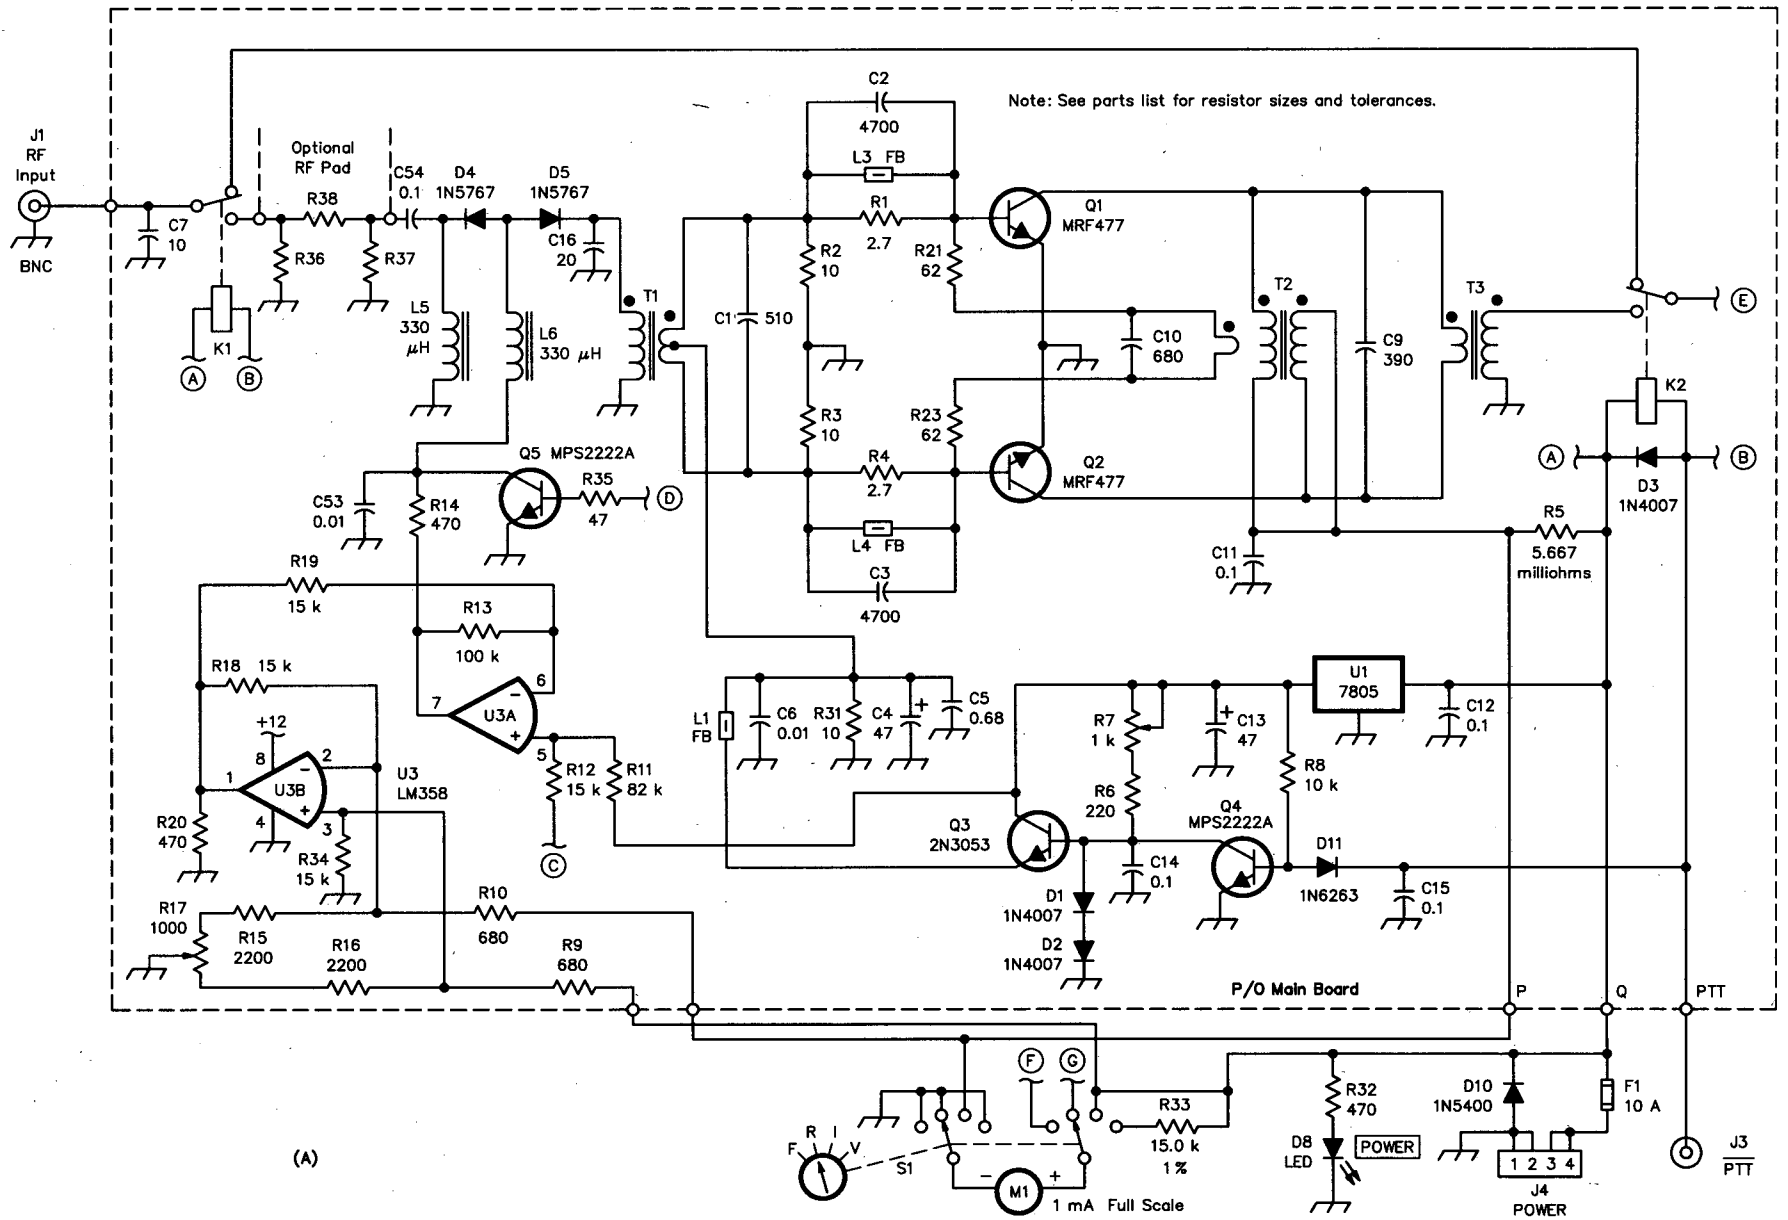 Note: See parts list for resistor sizes and tolerances.
J1
RF
Input
BNC
C7
10
K1
A
B
Optional
RF Pad
R38
R36
R37
C54
0.1
D4
1N5767
D5
1N5767
C16
20
L5
330
μH
L6
330 μH
T1
C1
510
C2
4700
L3 FB
R1
2.7
R2
10
R21
62
Q1
MRF477
R3
10
R23
62
R4
2.7
Q2
MRF477
L4 FB
C3
4700
C10
680
T2
C9
390
T3
E
K2
A
B
D3
1N4007
R5
5.667
milliohms
C11
0.1
Q5 MPS2222A
R35
47
D
C53
0.01
R14
470
R19
15 k
R13
100 k
R18 15 k
+12
8
2
1
U3B
−
+
4
3
U3
LM358
7
U3A
−
+
6
5
R12
15 k
R11
82 k
C
R20
470
R34
15 k
R17
1000
R15
2200
R16
2200
R10
680
R9
680
L1
FB
C6
0.01
R31
10
C4
47
+
C5
0.68
R7
1 k
R6
220
C13
47
+
R8
10 k
U1
7805
C12
0.1
Q3
2N3053
Q4
MPS2222A
C14
0.1
D11
1N6263
C15
0.1
D1
1N4007
D2
1N4007
P/O Main Board
P
Q
PTT
F
G
R33
15.0 k
1 %
F
R
I
V
S1
−
M1
+
1 mA Full Scale
R32
470
D8
LED
POWER
D10
1N5400
F1
10 A
1 2 3 4
J4
POWER
J3
PTT
(A)